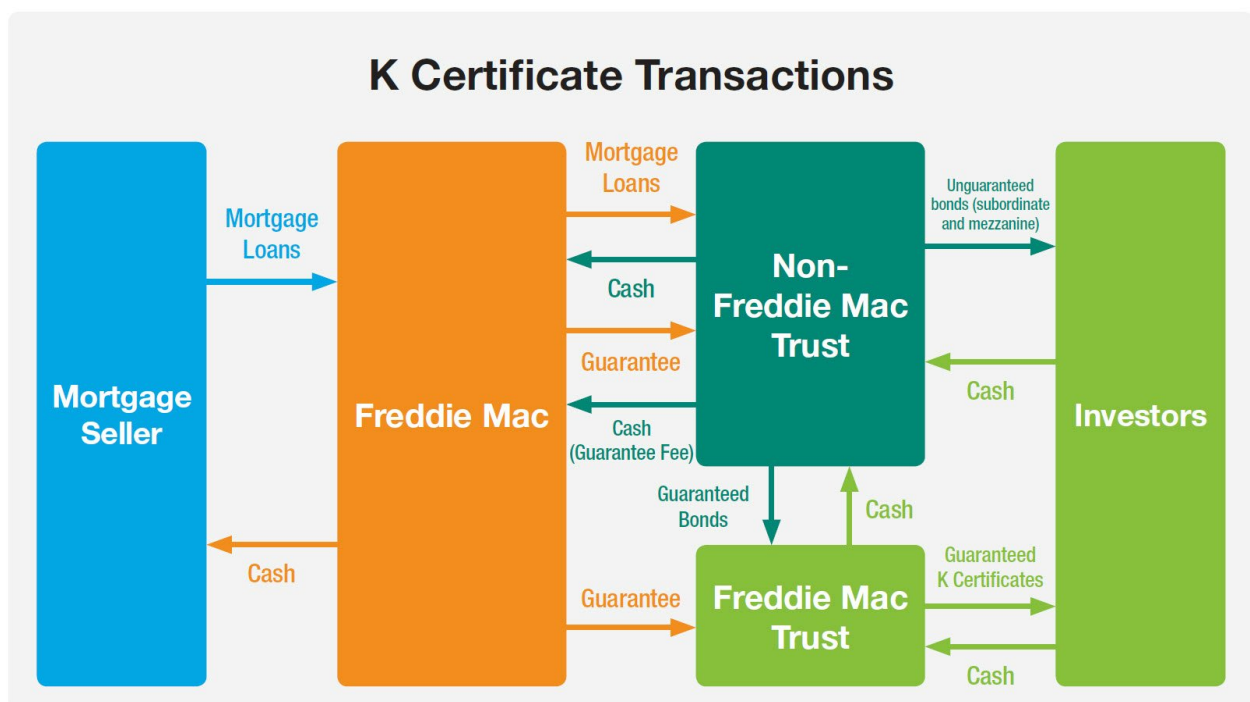 K Certificate Transactions
Mortgage
Seller
Mortgage
Loans
Cash
Freddie Mac
Mortgage
Loans
Cash
Guarantee
Cash
(Guarantee Fee)
Guarantee
Non-
Freddie Mac
Trust
Guaranteed
Bonds
Cash
Freddie Mac
Trust
Unguaranteed
bonds (subordinate
and mezzanine)
Cash
Guaranteed
K Certificates
Cash
Investors